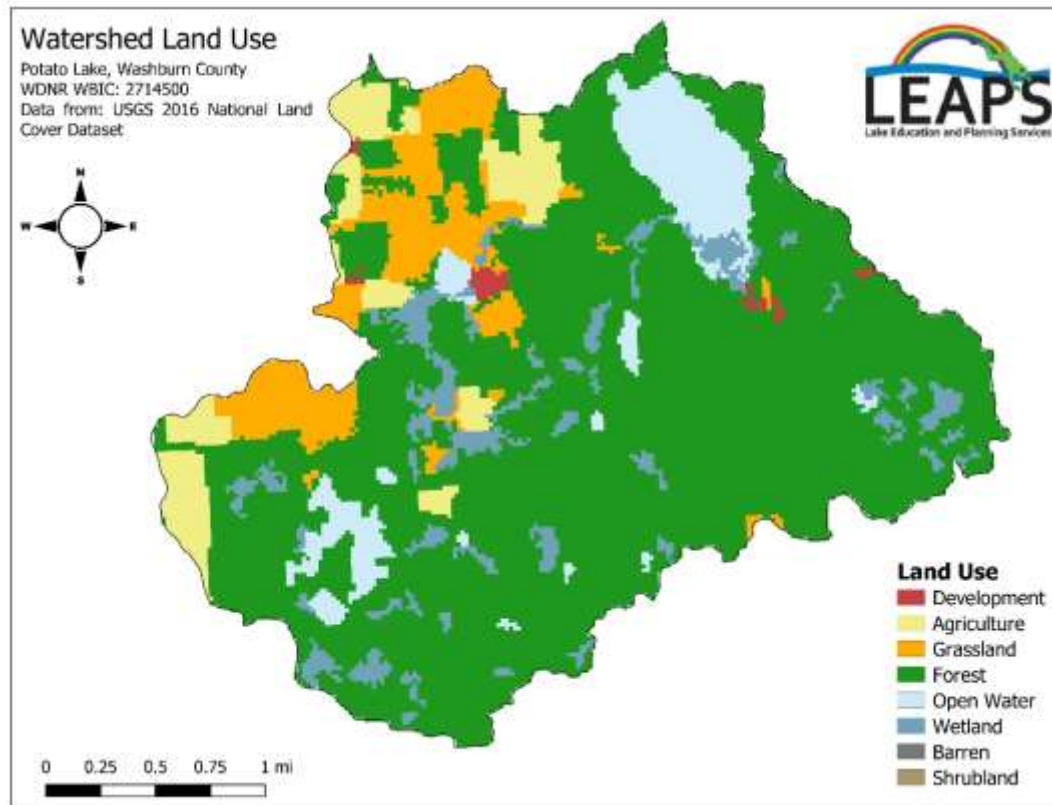 Watershed Land Use
Potato Lake, Washburn County
WDNR WBIC: 2714500
Data from: USGS 2016 National Land
Cover Dataset
LEAPS
Lake Education and Planning Services
N
W E
S
Land Use
Development
Agriculture
Grassland
Forest
Open Water
Wetland
Barren
Shrubland
0 0.25 0.5 0.75 1 mi